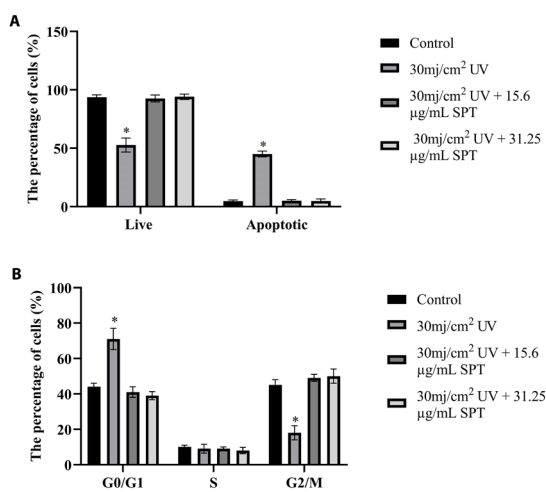 A
The percentage of cells (%)
150
100
50
0
*
*
Live
Apoptotic
Control
30mj/cm² UV
30mj/cm² UV + 15.6
µg/mL SPT
30mj/cm² UV + 31.25
µg/mL SPT
B
The percentage of cells (%)
100
80
60
40
20
0
*
*
G0/G1
S
G2/M
Control
30mj/cm² UV
30mj/cm² UV + 15.6
µg/mL SPT
30mj/cm² UV + 31.25
µg/mL SPT